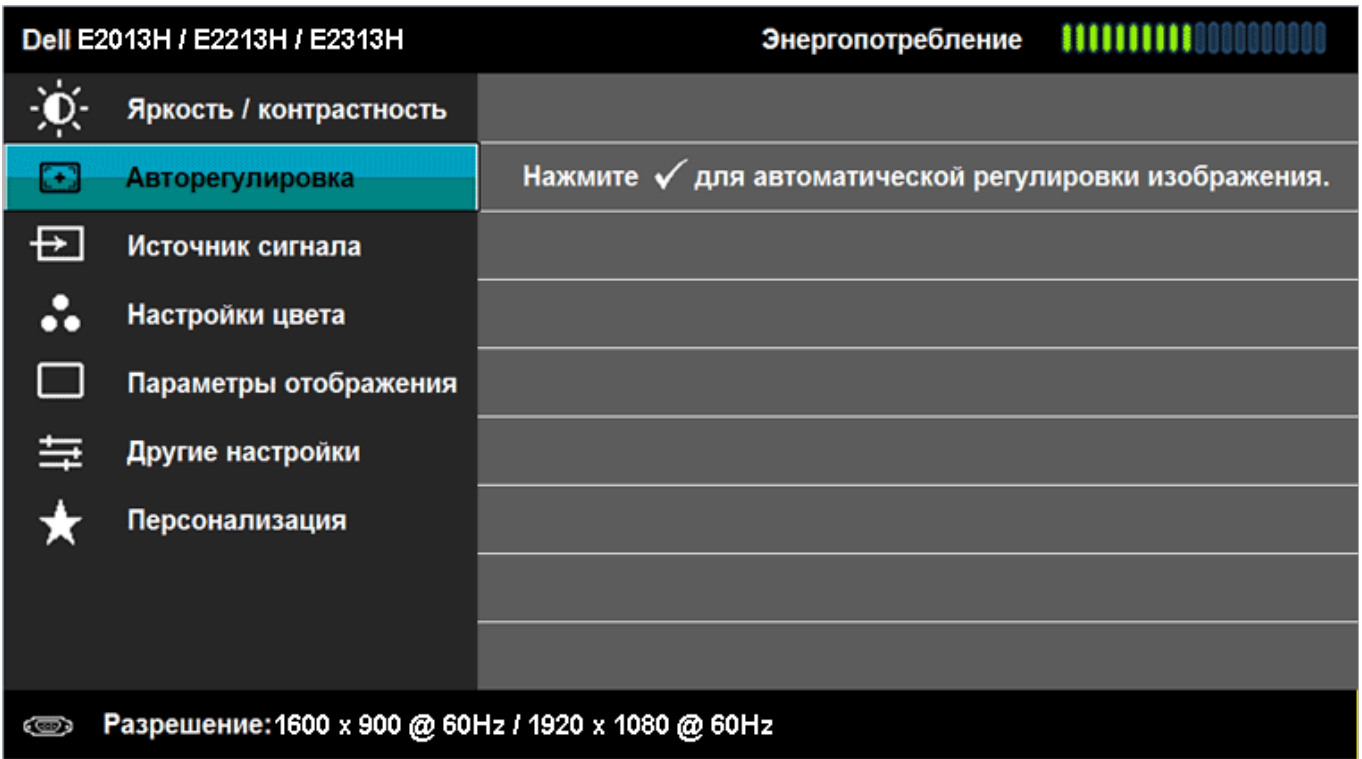 Dell E2013H / E2213H / E2313H Энергопотребление
Яркость / контрастность
Авторегулировка Нажмите ✓ для автоматической регулировки изображения.
Источник сигнала
Настройки цвета
Параметры отображения
Другие настройки
Персонализация
Разрешение:1600 x 900 @ 60Hz / 1920 x 1080 @ 60Hz